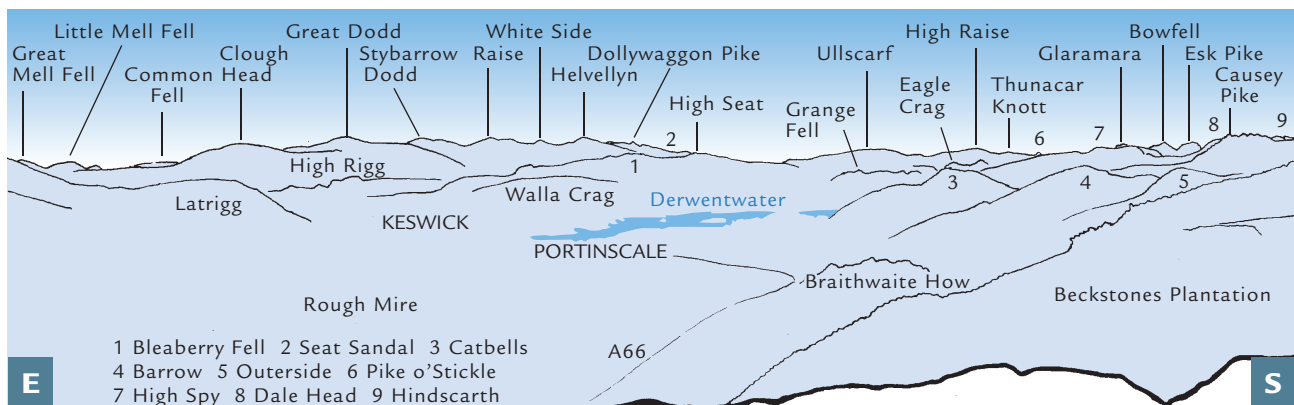 Little Mell Fell
Great Dodd
White Side
High Raise
Bowfell
Great
Mell Fell
Clough
Head
Stybarrow
Dodd
Raise
Dollywaggon Pike
Ullscarf
Glaramara
Esk Pike
Common
Fell
Helvellyn
Eagle
Crag
Thunacar
Knott
Causey
Pike
High Seat
Grange
Fell
2
6
7
8
9
High Rigg
1
3
4
5
Latrigg
Walla Crag
Derwentwater
KESWICK
PORTINSCALE
Braithwaite How
Beckstones Plantation
Rough Mire
A66
1 Bleaberry Fell 2 Seat Sandal 3 Catbells
4 Barrow 5 Outerside 6 Pike o’Stickle
7 High Spy 8 Dale Head 9 Hindscarth
E
S